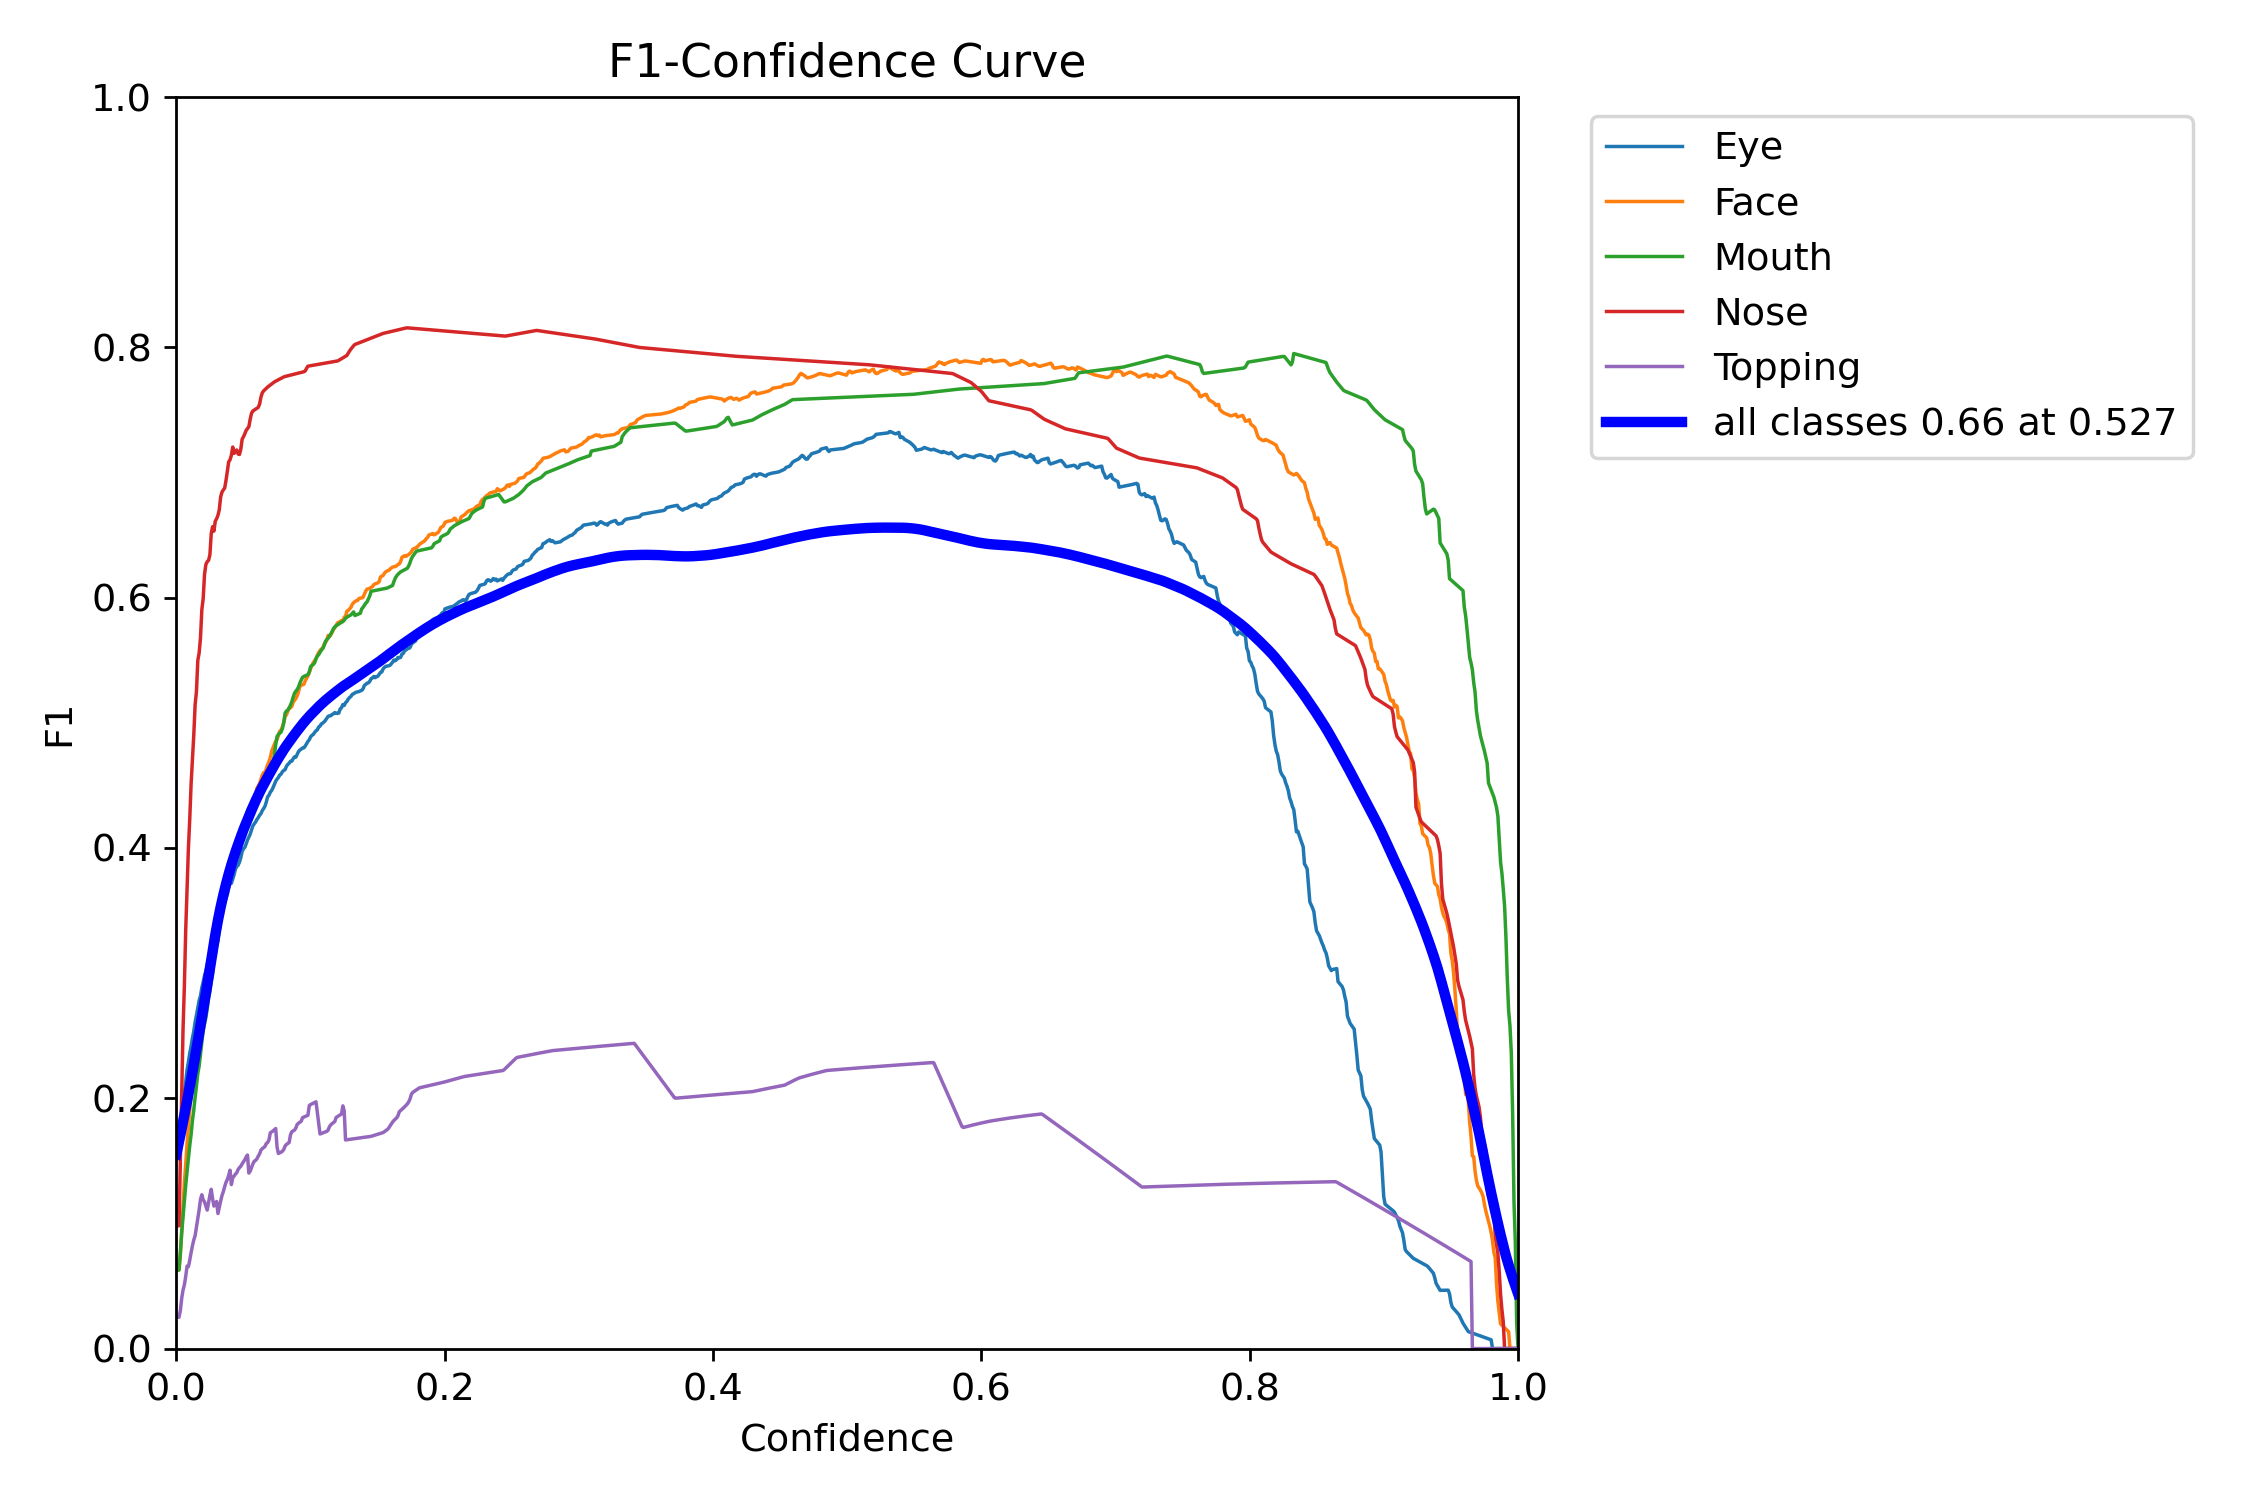 F1-Confidence Curve
1.0
0.8
0.6
0.4
0.2
0.0
F1
0.0 0.2 0.4 0.6 0.8 1.0
Confidence
Eye
Face
Mouth
Nose
Topping
all classes 0.66 at 0.527